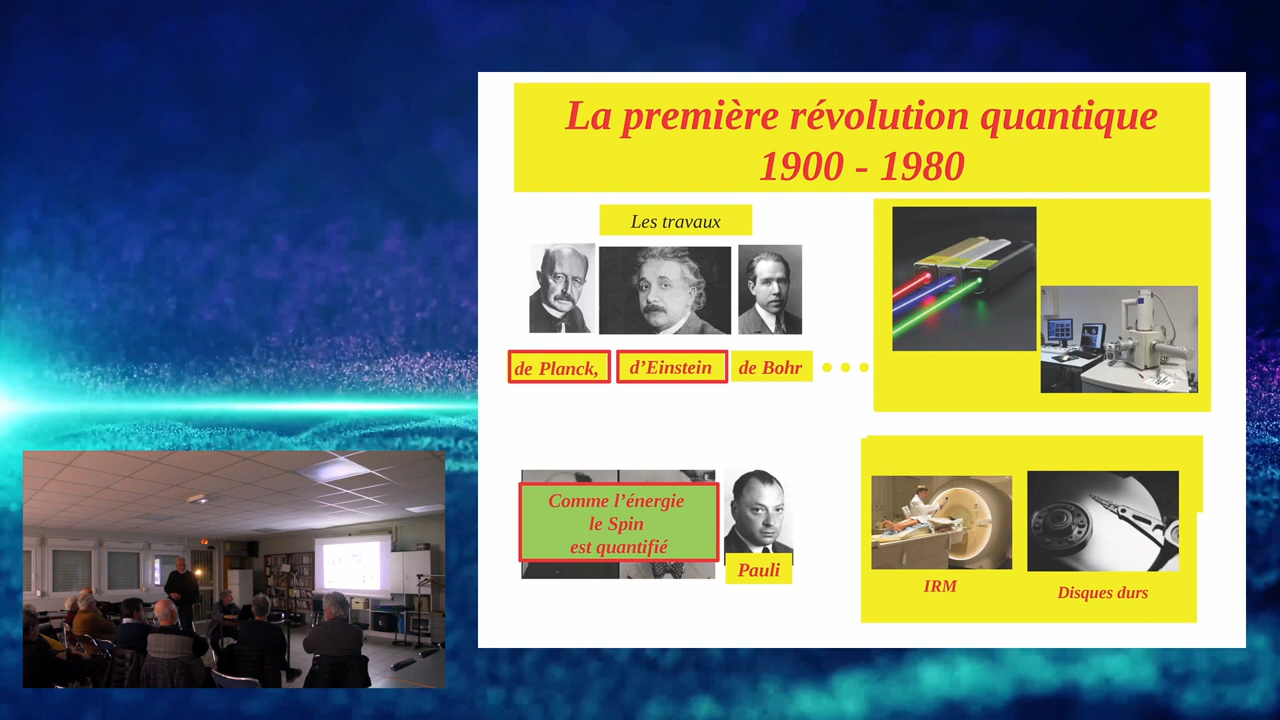 La première révolution quantique
1900 - 1980
Les travaux
de Planck,
d'Einstein
de Bohr
Comme l'énergie
le Spin
est quantifié
Pauli
IRM
Disques durs